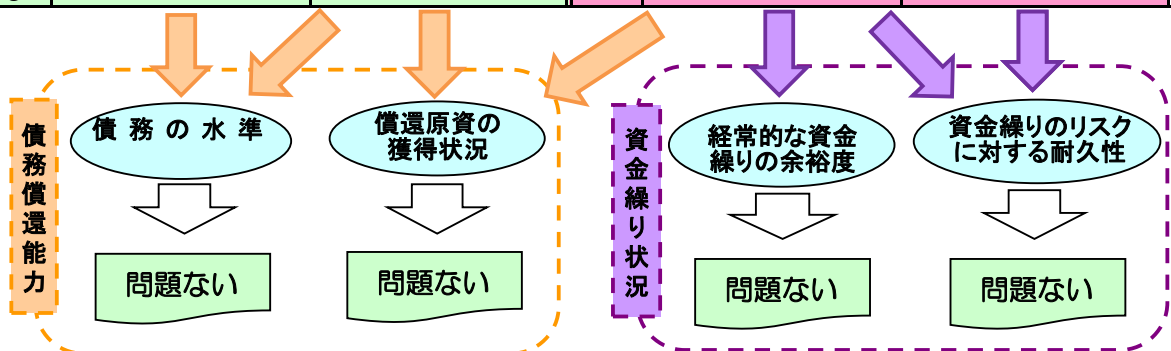 債務償還能力
債務の水準
償還原資の
獲得状況
問題ない
問題ない
資金繰り状況
経常的な資金
繰りの余裕度
資金繰りのリスク
に対する耐久性
問題ない
問題ない